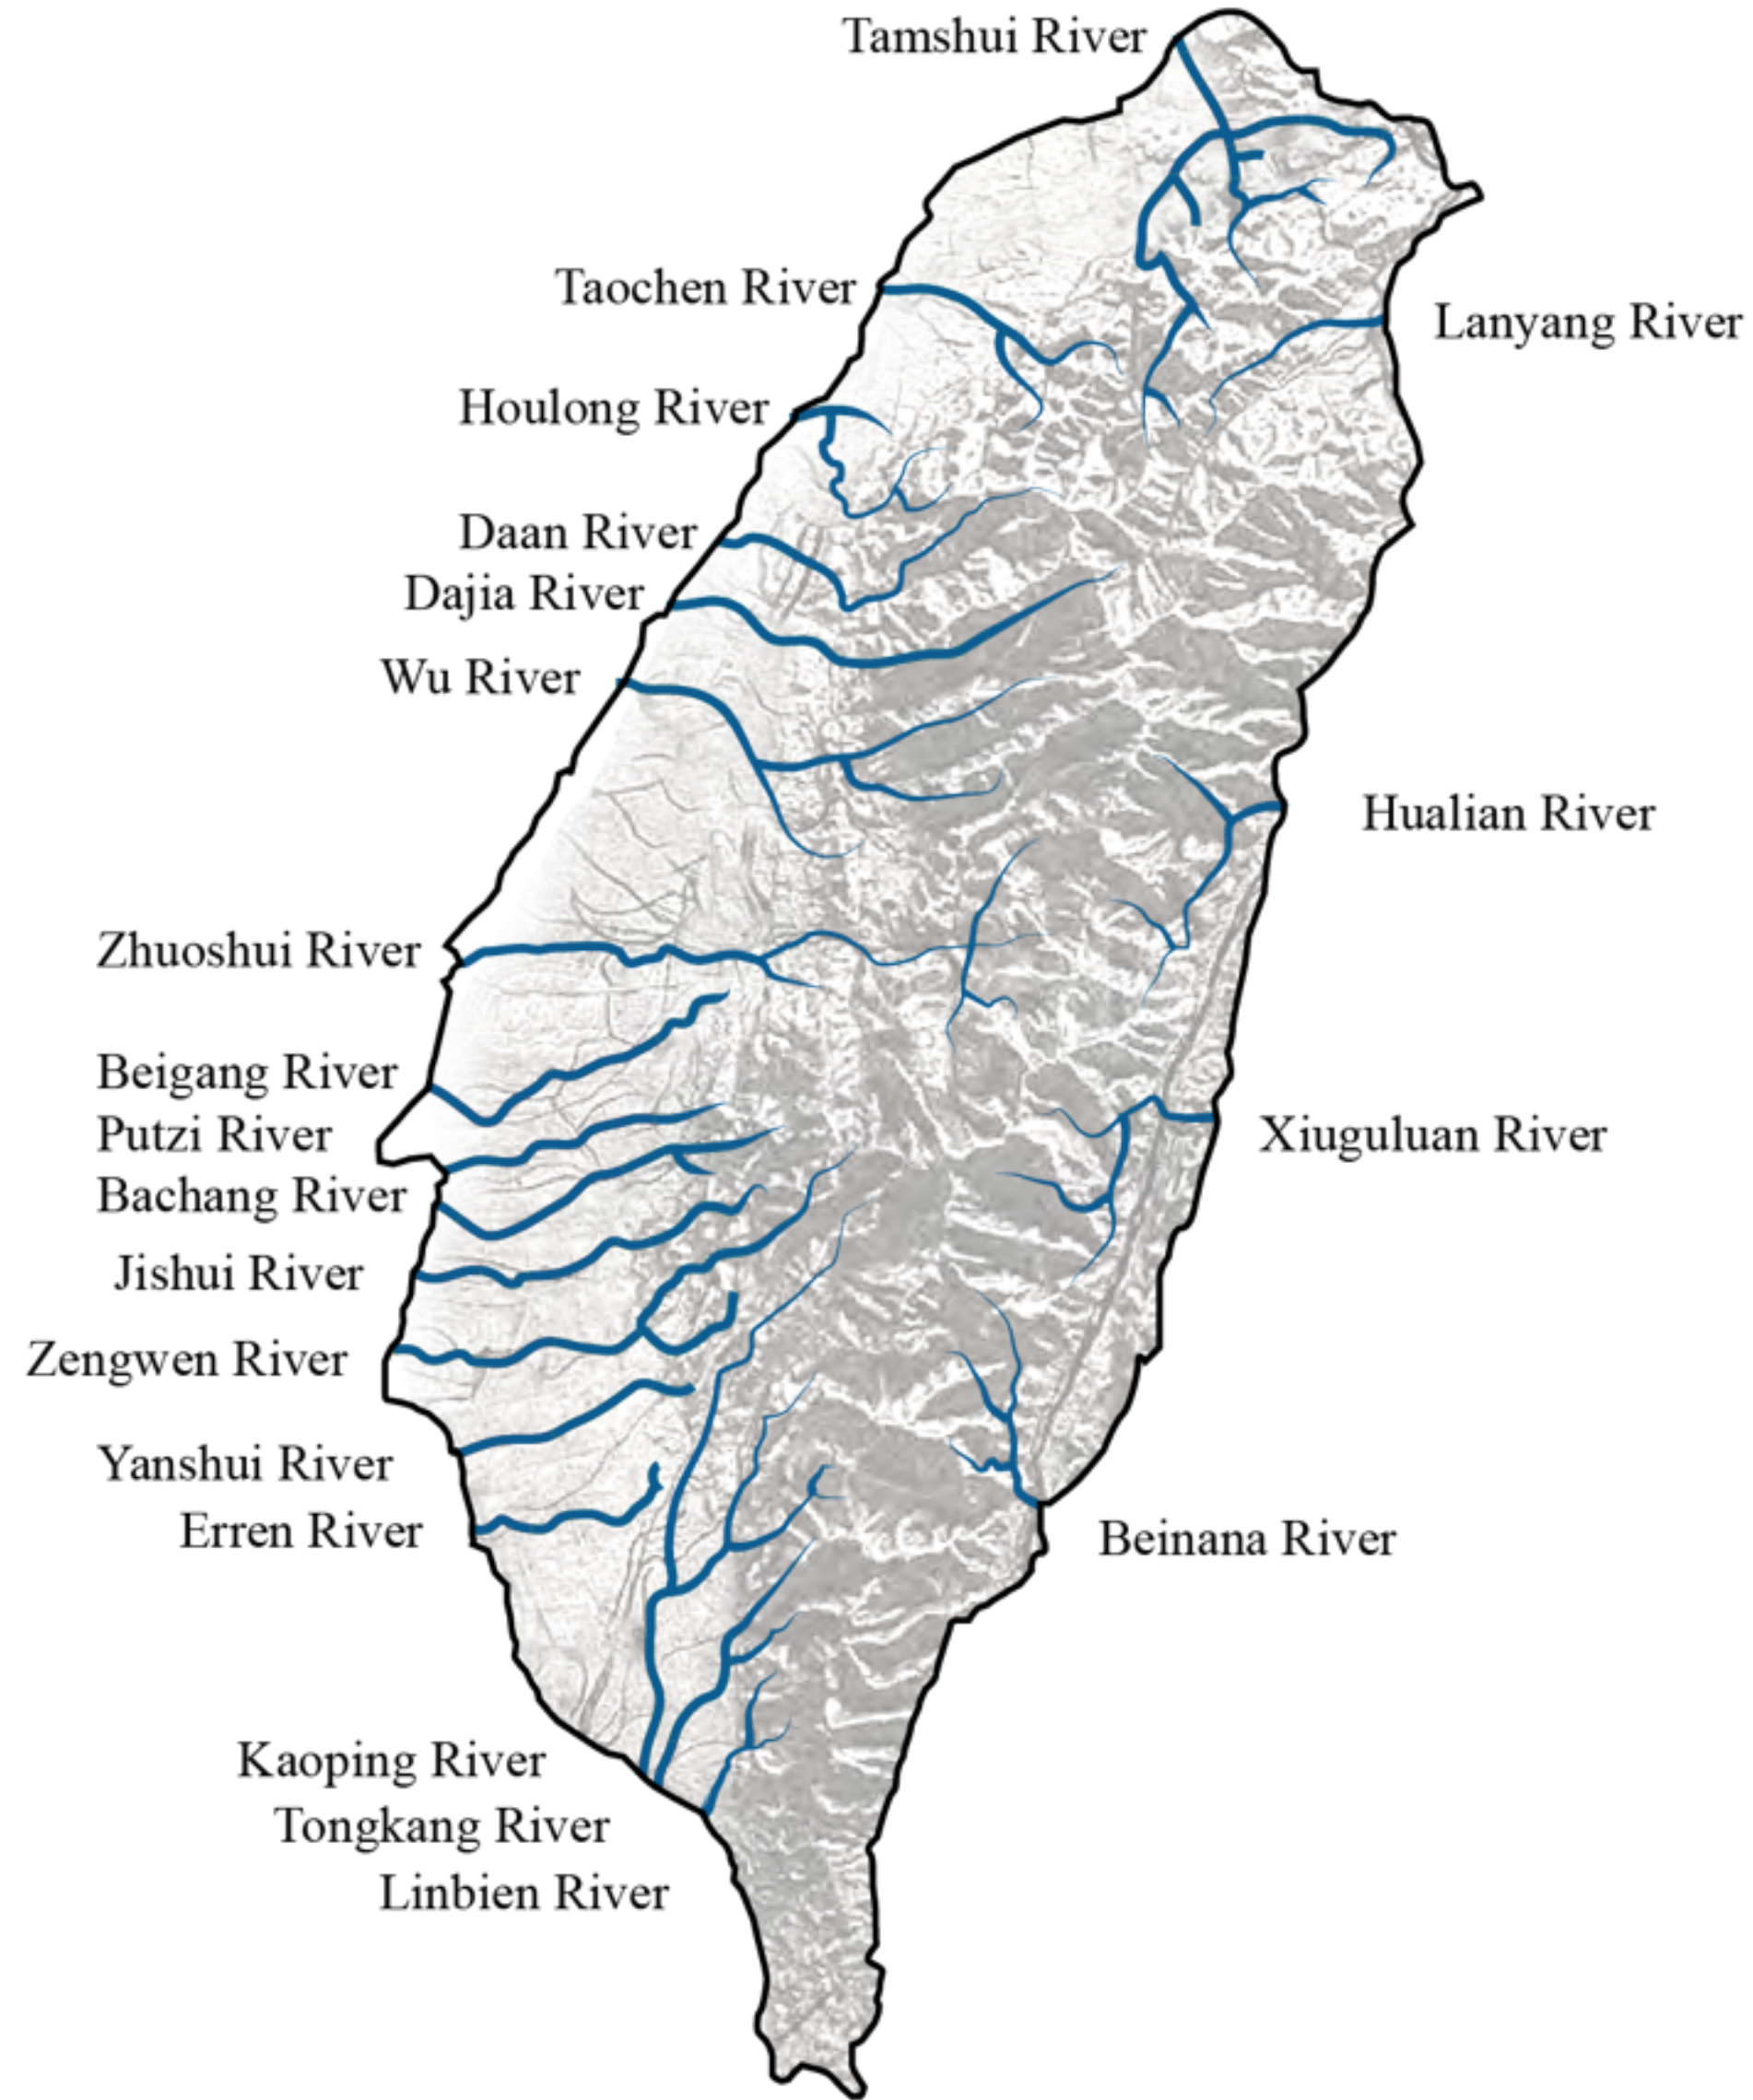 Tamshui River
Taochen River
Lanyang River
Houlong River
Daan River
Dajia River
Wu River
Hualian River
Zhuoshui River
Beigang River
Putzi River
Xiuguluan River
Bachang River
Jishui River
Zengwen River
Yanshui River
Erren River
Beinana River
Kaoping River
Tongkang River
Linbien River